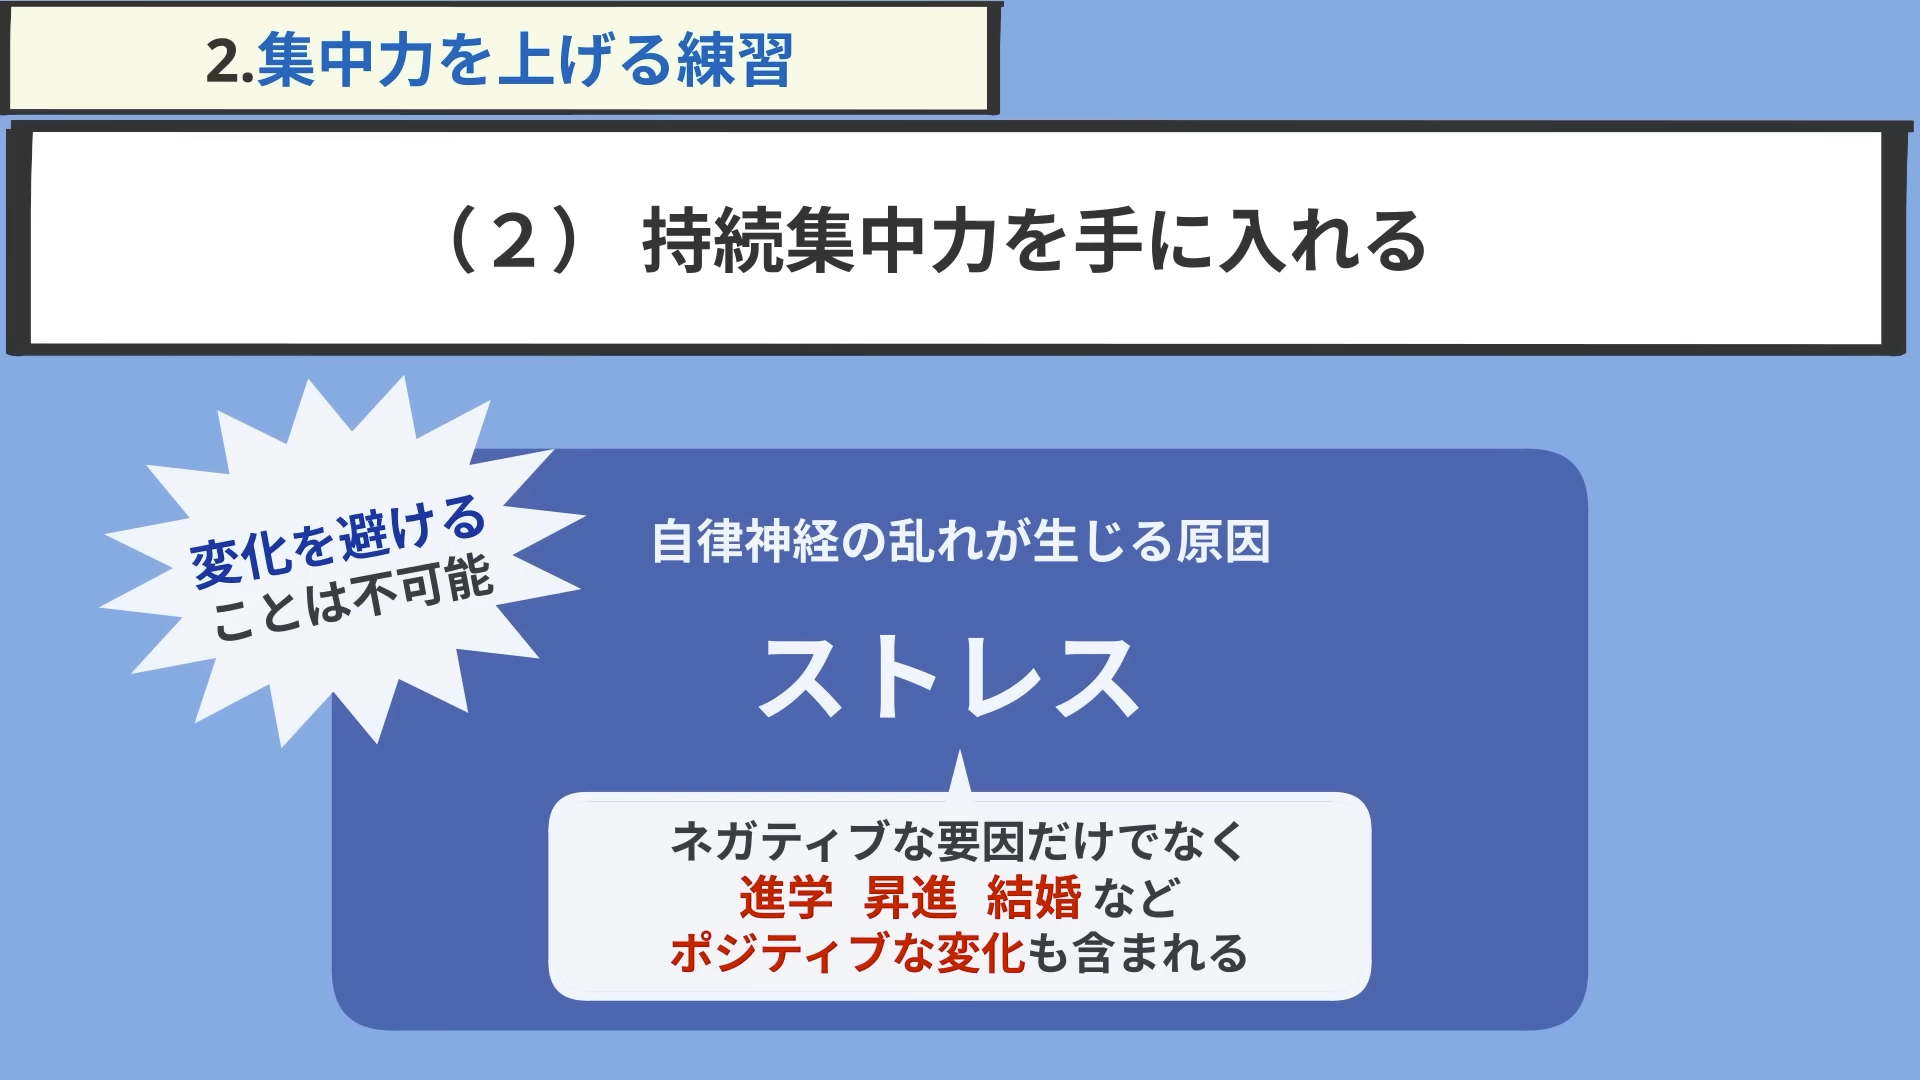 2.集中力を上げる練習
（２） 持続集中力を手に入れる
変化を避ける
ことは不可能
自律神経の乱れが生じる原因
ストレス
ネガティブな要因だけでなく
進学 昇進 結婚 など
ポジティブな変化も含まれる